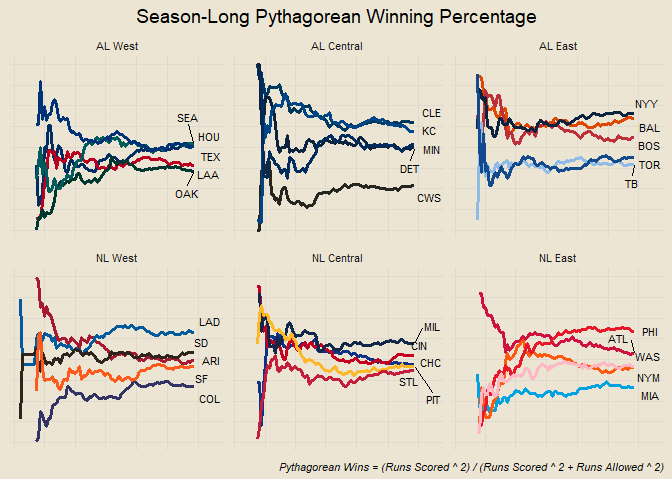 Season-Long Pythagorean Winning Percentage
AL West
AL Central
AL East
SEA
HOU
TEX
LAA
OAK
CLE
KC
MIN
DET
CWS
NYY
BAL
BOS
TOR
TB
NL West
NL Central
NL East
LAD
SD
ARI
SF
COL
MIL
CIN
CHC
STL
PIT
PHI
ATL
WAS
NYM
MIA
Pythagorean Wins = (Runs Scored ^ 2) / (Runs Scored ^ 2 + Runs Allowed ^ 2)